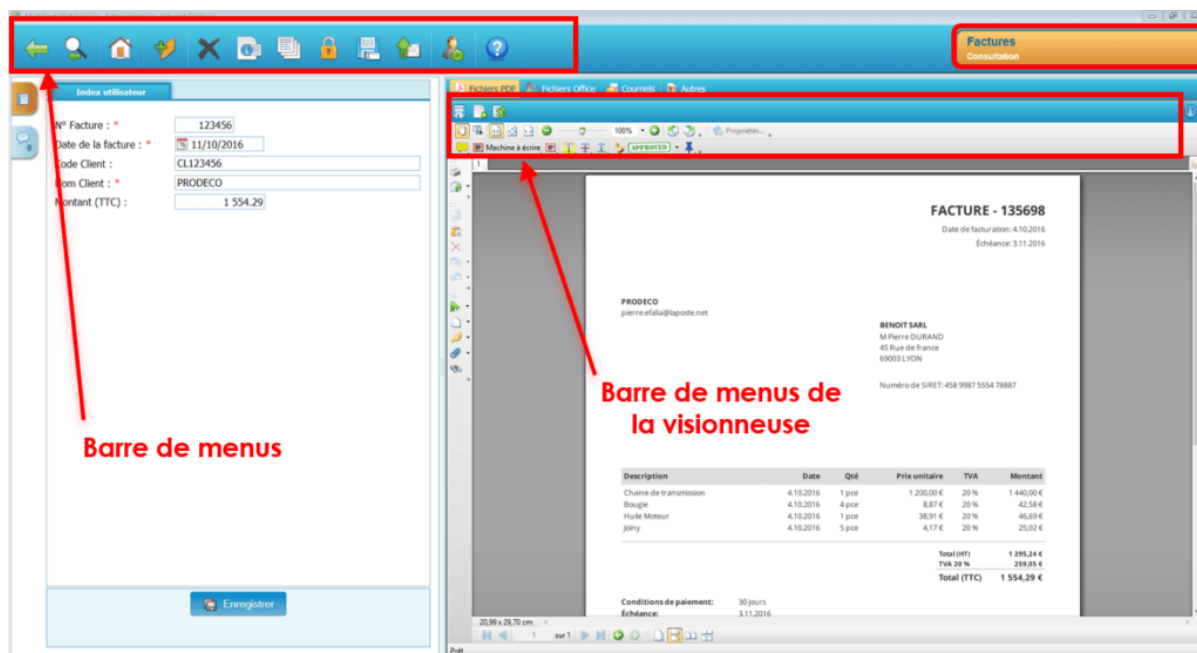 Factures
Consultation
Index utilisateur
N° Facture : * 123456
Date de la facture : * 11/10/2016
Code Client : CL123456
Nom Client : * PRODECO
Montant (TTC) : 1 554.29
Enregistrer
Barre de menus
Fichiers PDF Fichiers Office Courriels Autres
100% Propriétés...
Machine à écrire APPROVED
1
FACTURE - 135698
Date de facturation: 4.10.2016
Échéance: 3.11.2016
PRODECO
pierre.efalia@laposte.net
BENOIT SARL
M Pierre DURAND
45 Rue de france
69003 LYON
Numéro de SIRET: 458 9987 5554 78887
Barre de menus de
la visionneuse
Description Date Qté Prix unitaire TVA Montant
Chaine de transmission 4.10.2016 1 pce 1 200,00 € 20 % 1 440,00 €
Bougie 4.10.2016 4 pce 8,87 € 20 % 42,58 €
Huile Moteur 4.10.2016 1 pce 38,91 € 20 % 46,69 €
Joiny 4.10.2016 5 pce 4,17 € 20 % 25,02 €
Total (HT) 1 295,24 €
TVA 20 % 259,05 €
Total (TTC) 1 554,29 €
Conditions de paiement: 30 jours
Échéance: 3.11.2016
20,99 x 29,70 cm
1 sur 1
Prêt